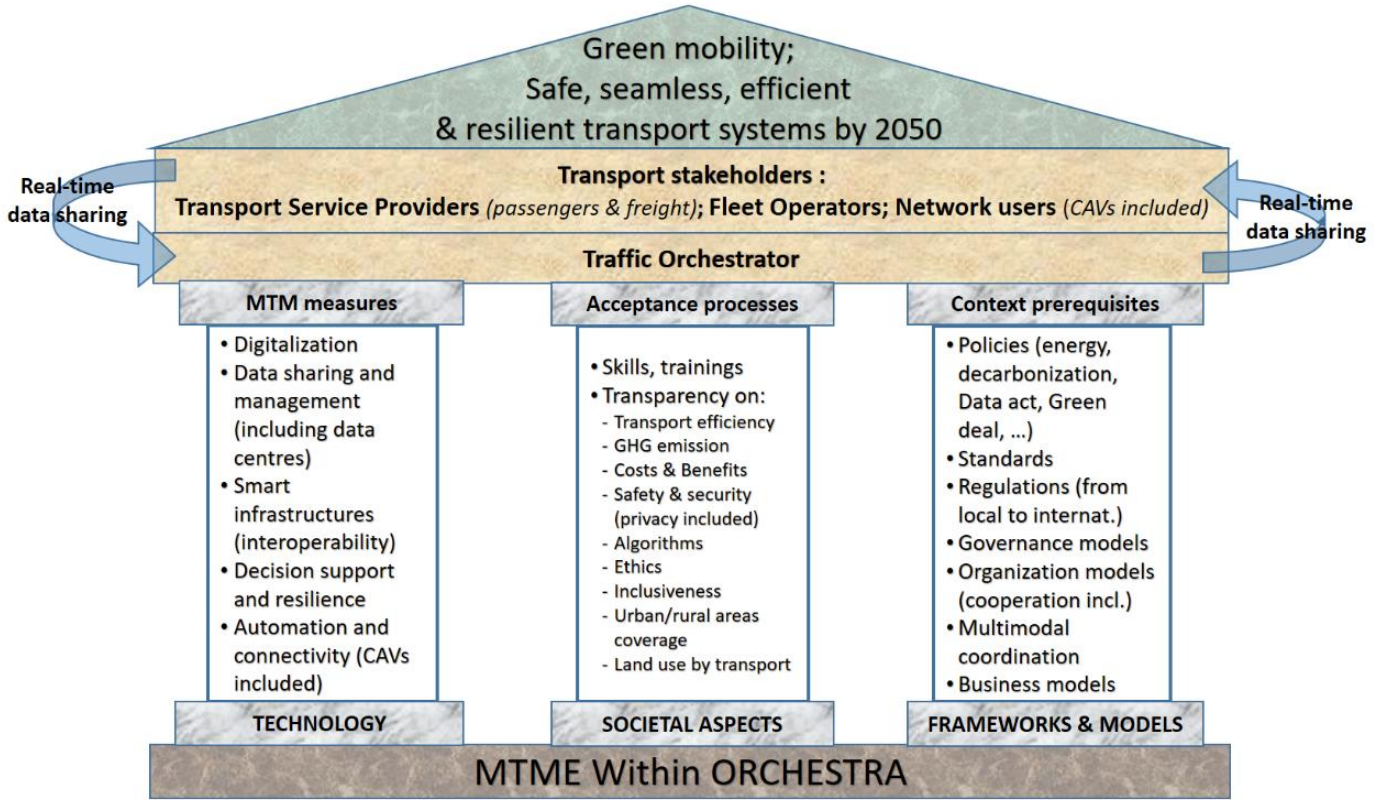 Green mobility;
Safe, seamless, efficient
& resilient transport systems by 2050
Real-time
data sharing
Transport stakeholders :
Transport Service Providers (passengers & freight); Fleet Operators; Network users (CAVs included)
Real-time
data sharing
Traffic Orchestrator
MTM measures
• Digitalization
• Data sharing and
management
(including data
centres)
• Smart
infrastructures
(interoperability)
• Decision support
and resilience
• Automation and
connectivity (CAVs
included)
TECHNOLOGY
Acceptance processes
• Skills, trainings
• Transparency on:
- Transport efficiency
- GHG emission
- Costs & Benefits
- Safety & security
(privacy included)
- Algorithms
- Ethics
- Inclusiveness
- Urban/rural areas
coverage
- Land use by transport
SOCIETAL ASPECTS
Context prerequisites
• Policies (energy,
decarbonization,
Data act, Green
deal, ...)
• Standards
• Regulations (from
local to internat.)
• Governance models
• Organization models
(cooperation incl.)
• Multimodal
coordination
• Business models
FRAMEWORKS & MODELS
MTME Within ORCHESTRA